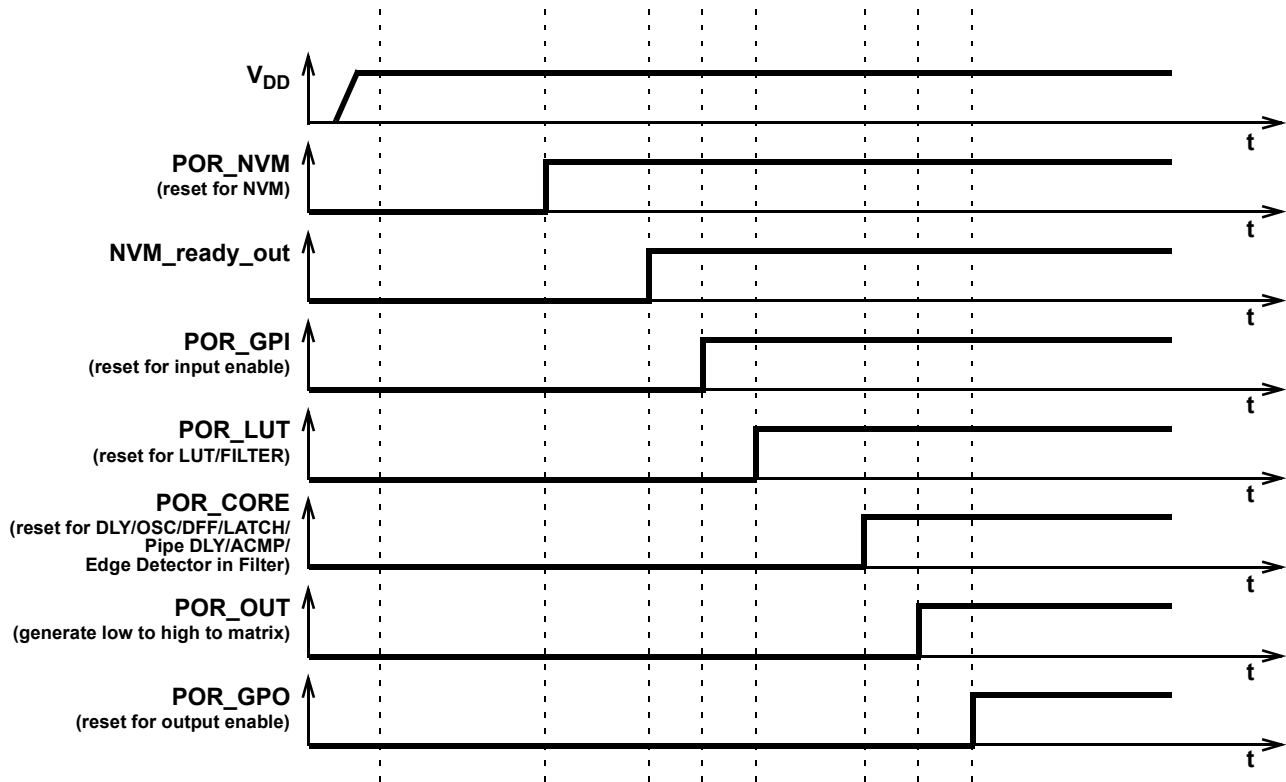 VDD
t
POR_NVM
(reset for NVM)
t
NVM_ready_out
t
POR_GPI
(reset for input enable)
t
POR_LUT
(reset for LUT/FILTER)
t
POR_CORE
(reset for DLY/OSC/DFF/LATCH/
Pipe DLY/ACMP/
Edge Detector in Filter)
t
POR_OUT
(generate low to high to matrix)
t
POR_GPO
(reset for output enable)
t